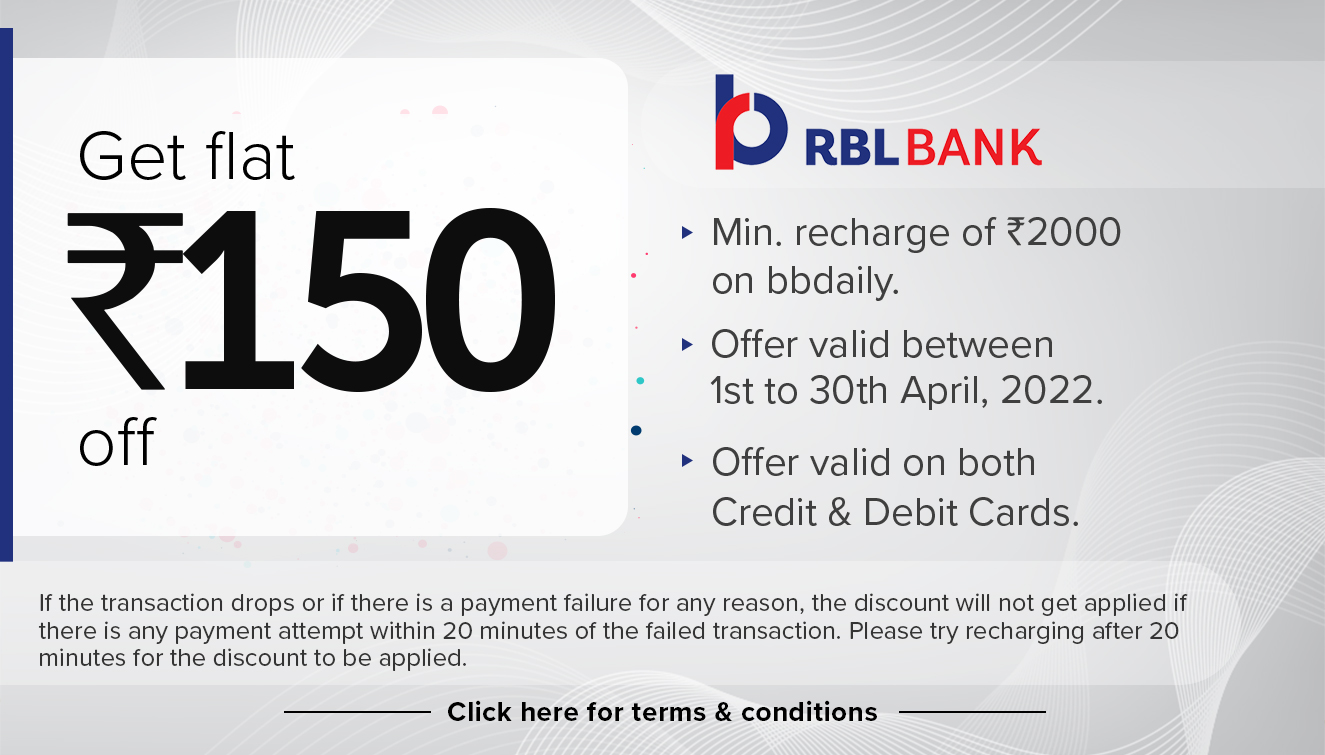 Get flat
₹150
off
RBL BANK
Min. recharge of ₹2000
on bbdaily.
Offer valid between
1st to 30th April, 2022.
Offer valid on both
Credit & Debit Cards.
If the transaction drops or if there is a payment failure for any reason, the discount will not get applied if
there is any payment attempt within 20 minutes of the failed transaction. Please try recharging after 20
minutes for the discount to be applied.
Click here for terms & conditions